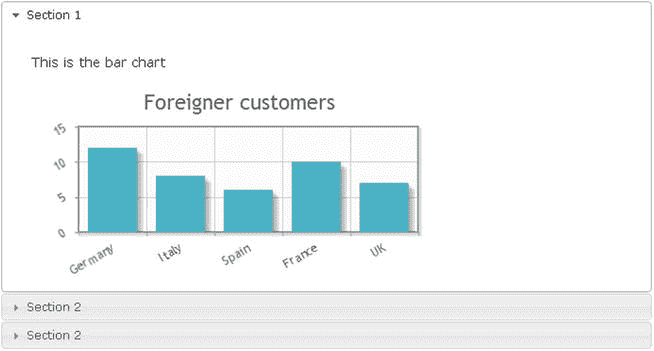 Section 1
This is the bar chart
Foreigner customers
15
10
5
0
Germany
Italy
Spain
France
UK
Section 2
Section 2